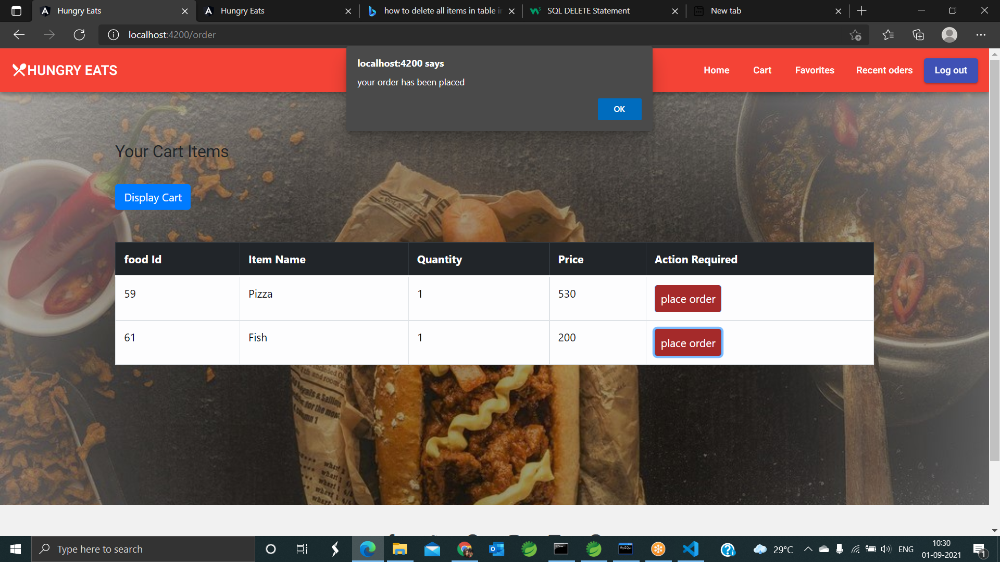 Hungry Eats
Hungry Eats
how to delete all items in table i
SQL DELETE Statement
New tab
localhost:4200/order
HUNGRY EATS
Home
Cart
Favorites
Recent oders
Log out
localhost:4200 says
your order has been placed
OK
Your Cart Items
Display Cart
food Id Item Name Quantity Price Action Required
59 Pizza 1 530 place order
61 Fish 1 200 place order
Type here to search
29°C
ENG
10:30
01-09-2021
1